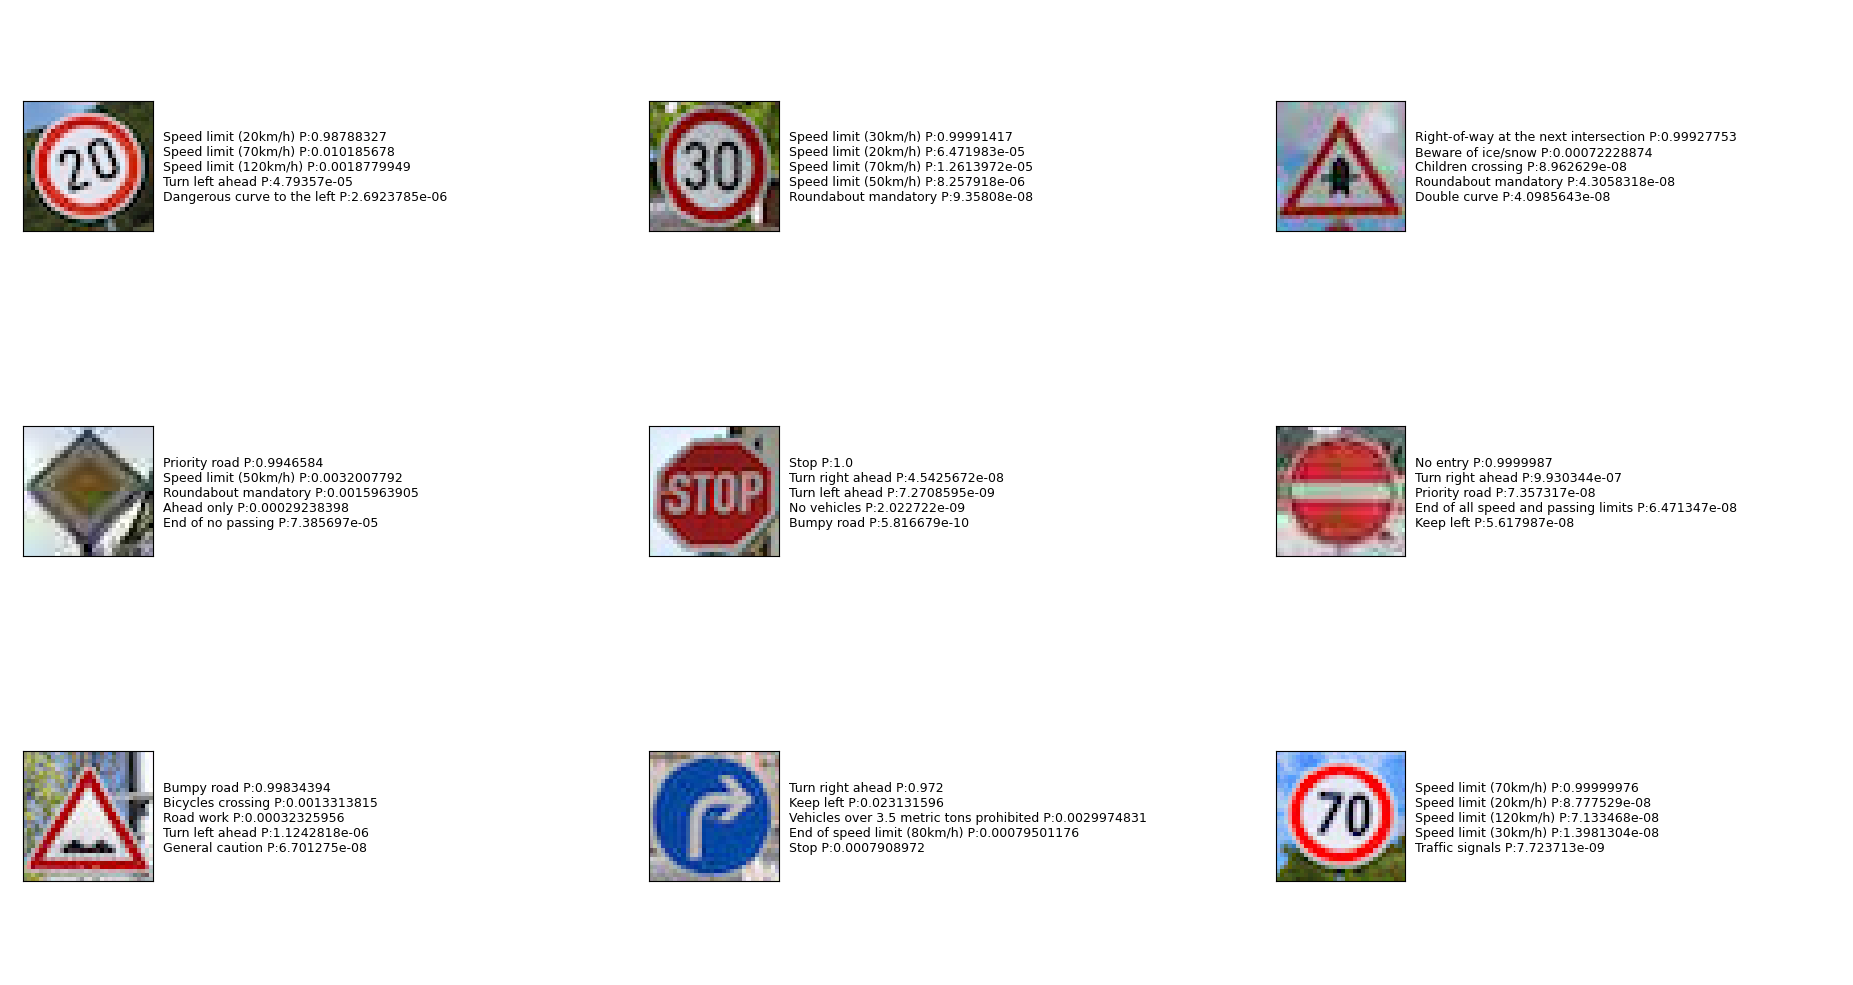 20
Speed limit (20km/h) P:0.98788327
Speed limit (70km/h) P:0.010185678
Speed limit (120km/h) P:0.0018779949
Turn left ahead P:4.79357e-05
Dangerous curve to the left P:2.6923785e-06
30
Speed limit (30km/h) P:0.99991417
Speed limit (20km/h) P:6.471983e-05
Speed limit (70km/h) P:1.2613972e-05
Speed limit (50km/h) P:8.257918e-06
Roundabout mandatory P:9.35808e-08
Right-of-way at the next intersection P:0.99927753
Beware of ice/snow P:0.00072228874
Children crossing P:8.962629e-08
Roundabout mandatory P:4.3058318e-08
Double curve P:4.0985643e-08
Priority road P:0.9946584
Speed limit (50km/h) P:0.0032007792
Roundabout mandatory P:0.0015963905
Ahead only P:0.00029238398
End of no passing P:7.385697e-05
STOP
Stop P:1.0
Turn right ahead P:4.5425672e-08
Turn left ahead P:7.2708595e-09
No vehicles P:2.022722e-09
Bumpy road P:5.816679e-10
No entry P:0.9999987
Turn right ahead P:9.930344e-07
Priority road P:7.357317e-08
End of all speed and passing limits P:6.471347e-08
Keep left P:5.617987e-08
Bumpy road P:0.99834394
Bicycles crossing P:0.0013313815
Road work P:0.00032325956
Turn left ahead P:1.1242818e-06
General caution P:6.701275e-08
Turn right ahead P:0.972
Keep left P:0.023131596
Vehicles over 3.5 metric tons prohibited P:0.0029974831
End of speed limit (80km/h) P:0.00079501176
Stop P:0.0007908972
70
Speed limit (70km/h) P:0.99999976
Speed limit (20km/h) P:8.777529e-08
Speed limit (120km/h) P:7.133468e-08
Speed limit (30km/h) P:1.3981304e-08
Traffic signals P:7.723713e-09